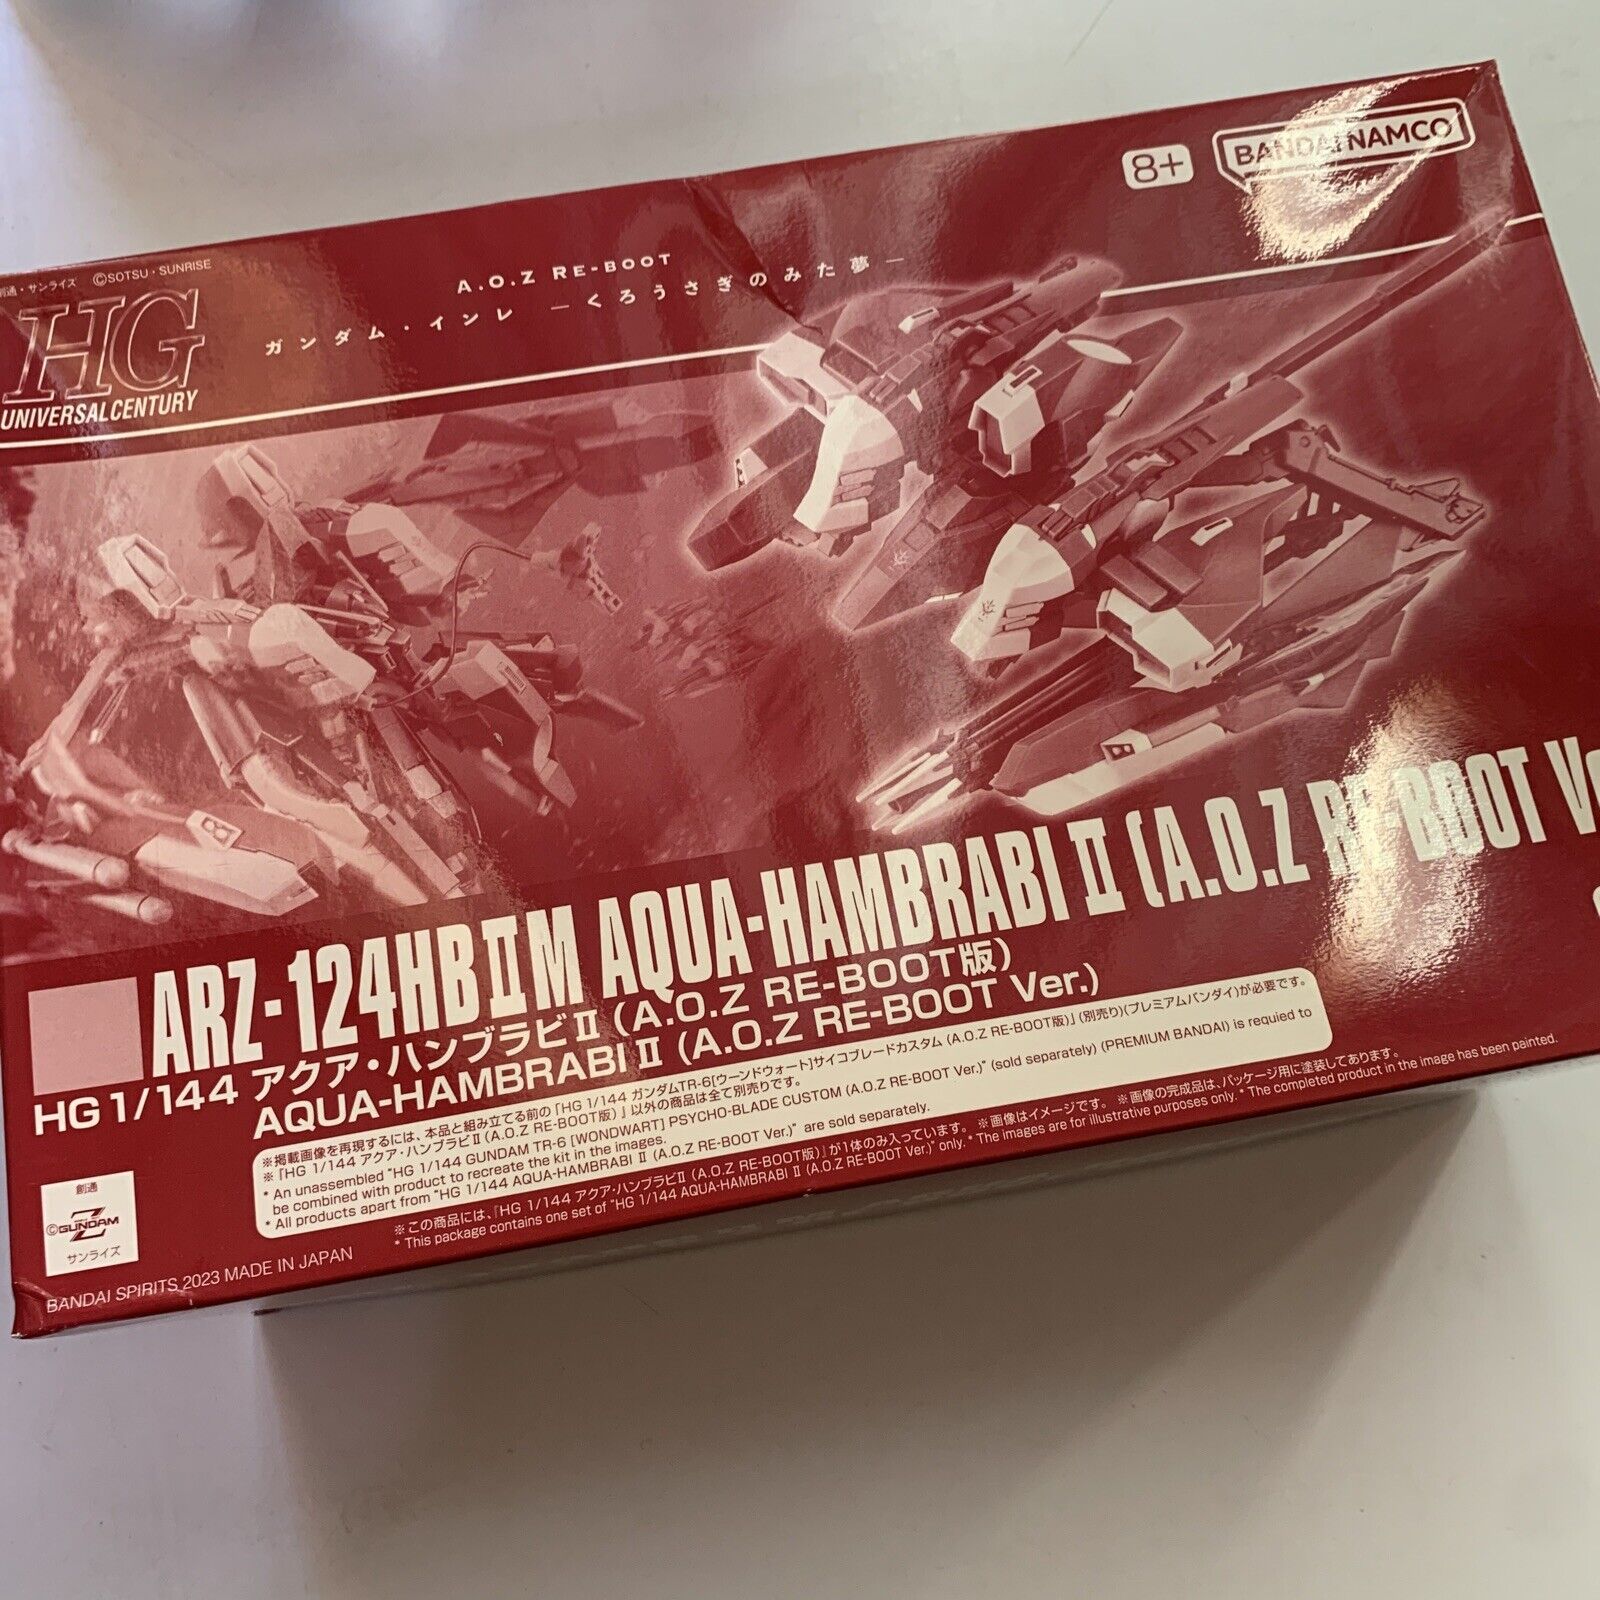 8+
BANDAI NAMCO
創通・サンライズ ©SOTSU・SUNRISE
HG
UNIVERSAL CENTURY
A.O.Z RE-BOOT
ガンダム・インレ ―くろうさぎのみた夢―
ARZ-124HBⅡM AQUA-HAMBRABI Ⅱ (A.O.Z RE-BOOT
HG 1/144 アクア・ハンブラビⅡ (A.O.Z RE-BOOT版)
AQUA-HAMBRABI Ⅱ (A.O.Z RE-BOOT Ver.)
※掲載画像を再現するには、本品と組み立てる前の「HG 1/144 ガンダムTR-6[ウーンドウォート]サイコブレードカスタム (A.O.Z RE-BOOT版)」(別売り)(プレミアムバンダイ)が必要です。
※「HG 1/144 アクア・ハンブラビⅡ (A.O.Z RE-BOOT版)」以外の商品は全て別売りです。
* An unassembled "HG 1/144 GUNDAM TR-6 [WONDWART] PSYCHO-BLADE CUSTOM (A.O.Z RE-BOOT Ver.)" (sold separately) (PREMIUM BANDAI) is requied to
be combined with product to recreate the kit in the images.
* All products apart from "HG 1/144 AQUA-HAMBRABI Ⅱ (A.O.Z RE-BOOT Ver.)" are sold separately.
※この商品には、「HG 1/144 アクア・ハンブラビⅡ (A.O.Z RE-BOOT版)」が1体のみ入っています。 ※画像はイメージです。 ※画像の完成品は、パッケージ用に塗装してあります。
* This package contains one set of "HG 1/144 AQUA-HAMBRABI Ⅱ (A.O.Z RE-BOOT Ver.)" only. * The images are for illustrative purposes only. * The completed product in the image has been painted.
創通
©GUNDAM Z
サンライズ
BANDAI SPIRITS 2023 MADE IN JAPAN